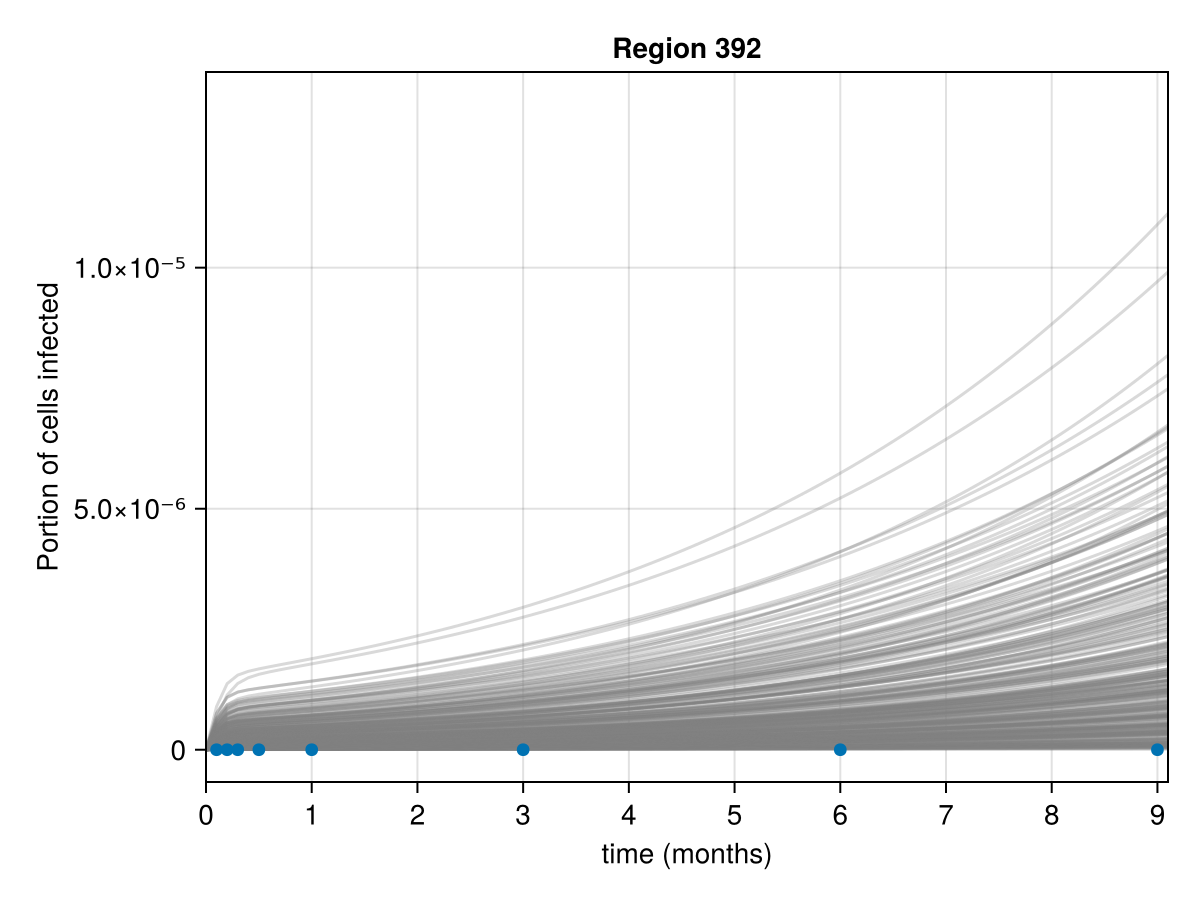 Region 392
Portion of cells infected
1.0×10⁻⁵
5.0×10⁻⁶
0
0 1 2 3 4 5 6 7 8 9
time (months)